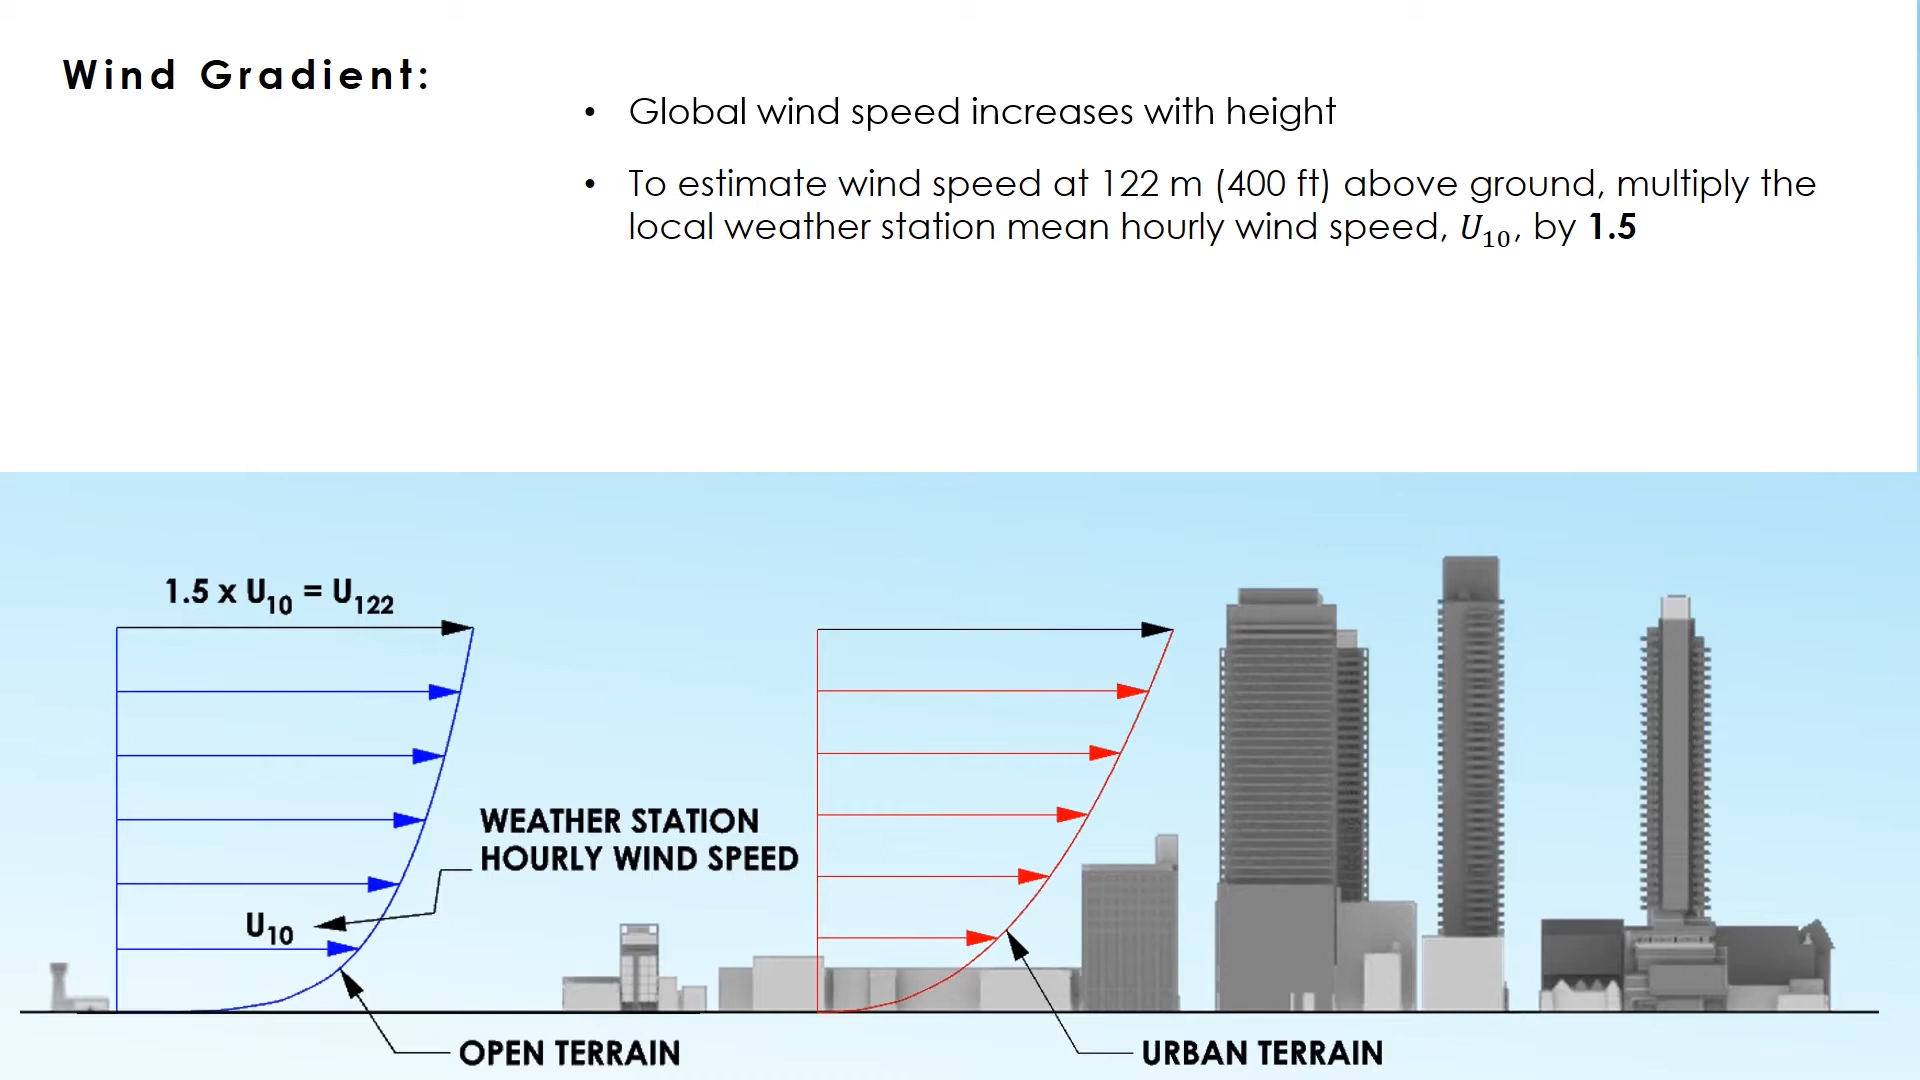 Wind Gradient:
• Global wind speed increases with height
• To estimate wind speed at 122 m (400 ft) above ground, multiply the
local weather station mean hourly wind speed, U₁₀, by 1.5
1.5 x U₁₀ = U₁₂₂
WEATHER STATION
HOURLY WIND SPEED
U₁₀
OPEN TERRAIN
URBAN TERRAIN